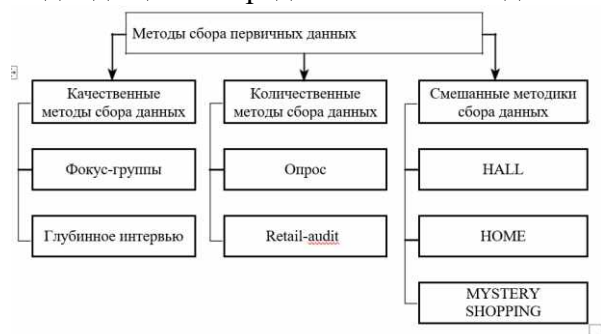 Методы сбора первичных данных
Качественные
методы сбора данных
Количественные
методы сбора данных
Смешанные методики
сбора данных
Фокус-группы
Опрос
HALL
Глубинное интервью
Retail-audit
HOME
MYSTERY
SHOPPING